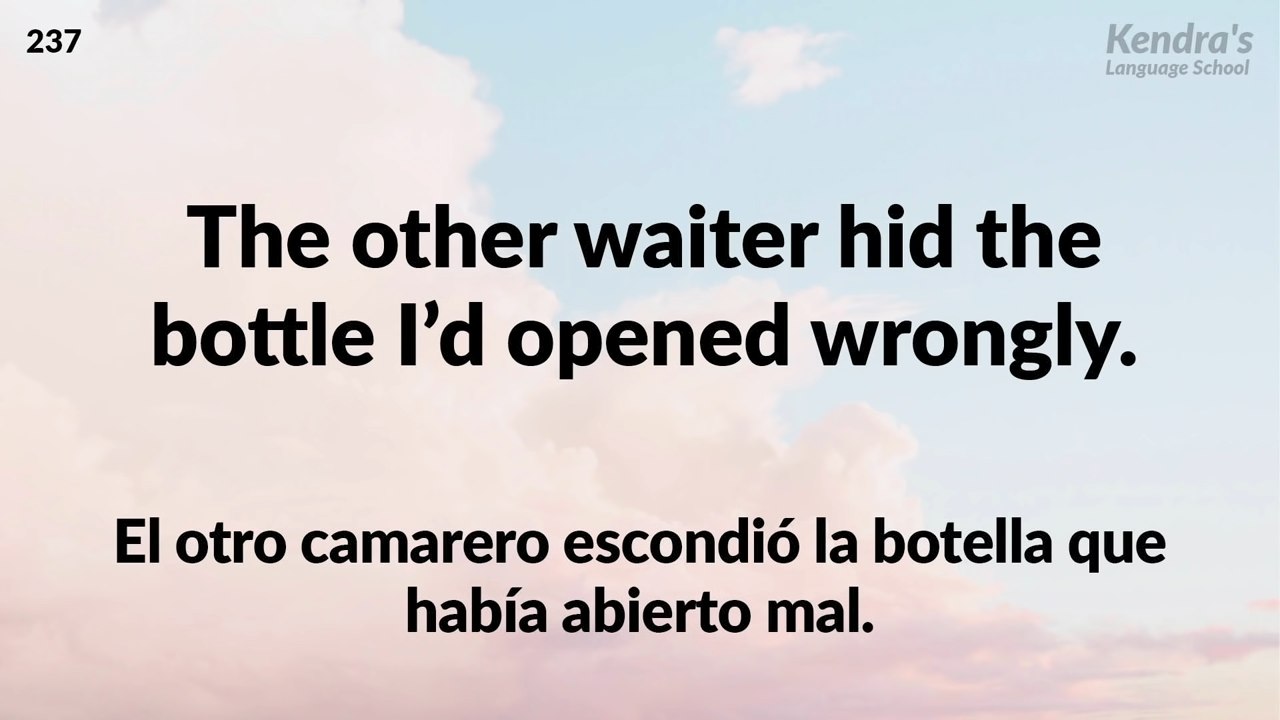 237
Kendra's
Language School
The other waiter hid the
bottle I’d opened wrongly.
El otro camarero escondió la botella que
había abierto mal.